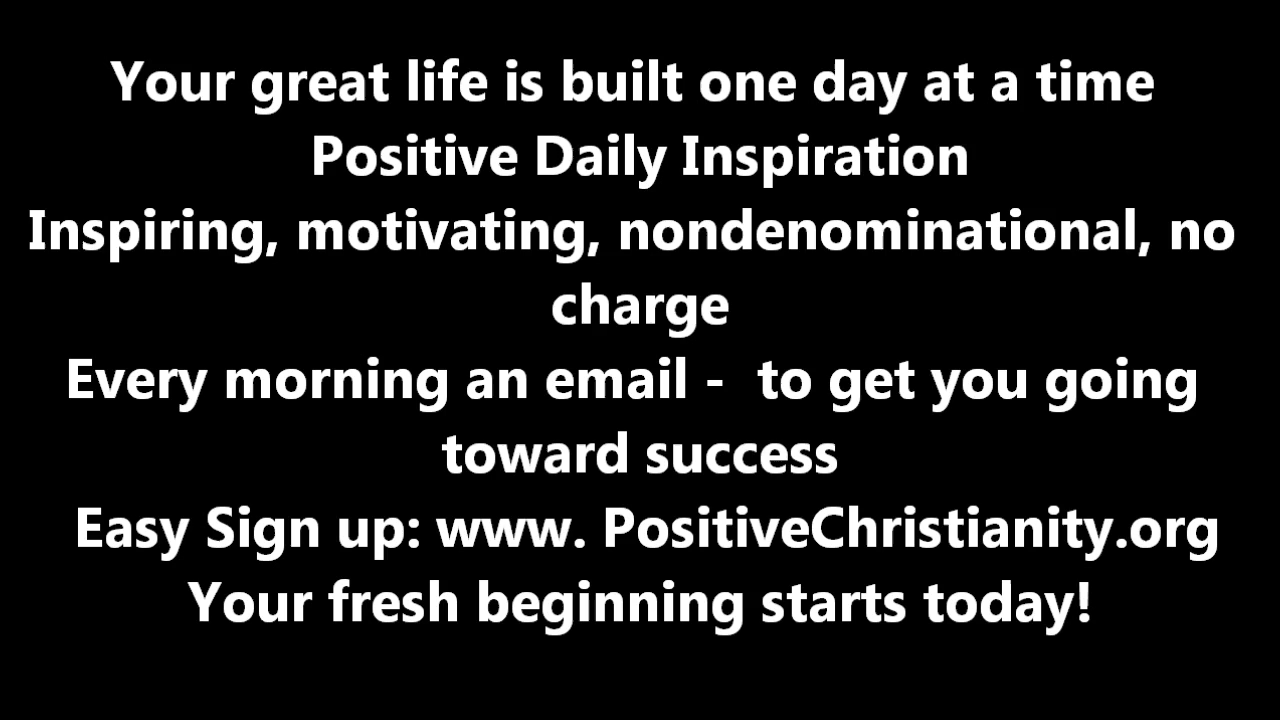 Your great life is built one day at a time
Positive Daily Inspiration
Inspiring, motivating, nondenominational, no
charge
Every morning an email -  to get you going
toward success
Easy Sign up: www. PositiveChristianity.org
Your fresh beginning starts today!